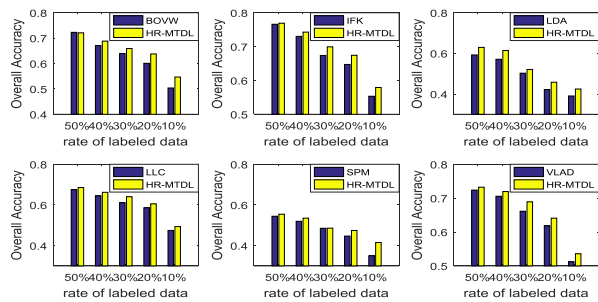 Overall Accuracy
0.8
0.7
0.6
0.5
0.4
BOVW
HR-MTDL
50%40%30%20%10%
rate of labeled data
Overall Accuracy
0.8
0.7
0.6
0.5
IFK
HR-MTDL
50%40%30%20%10%
rate of labeled data
Overall Accuracy
0.8
0.6
0.4
LDA
HR-MTDL
50%40%30%20%10%
rate of labeled data
Overall Accuracy
0.8
0.6
0.4
LLC
HR-MTDL
50%40%30%20%10%
rate of labeled data
Overall Accuracy
0.8
0.6
0.4
SPM
HR-MTDL
50%40%30%20%10%
rate of labeled data
Overall Accuracy
0.8
0.7
0.6
0.5
VLAD
HR-MTDL
50%40%30%20%10%
rate of labeled data